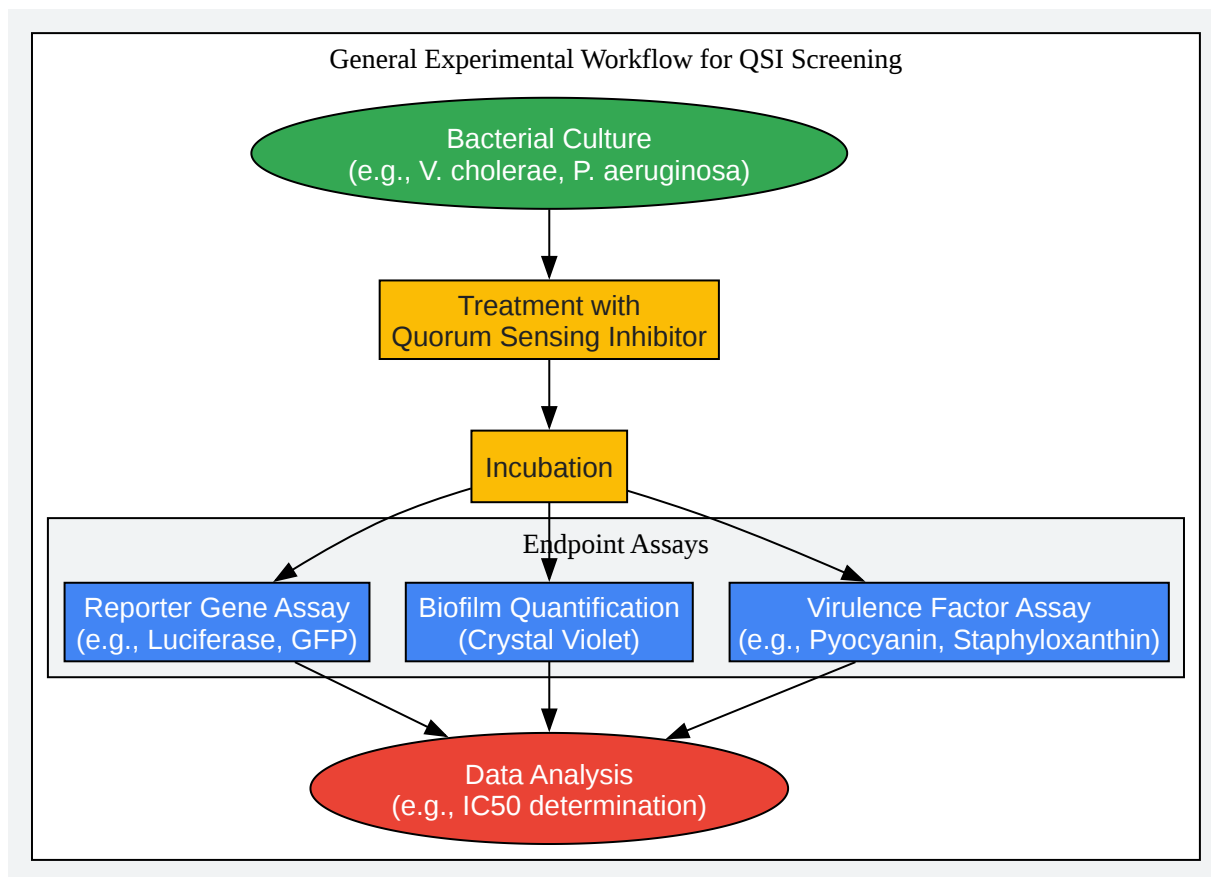 General Experimental Workflow for QSI Screening
Bacterial Culture
(e.g., V. cholerae, P. aeruginosa)
Treatment with
Quorum Sensing Inhibitor
Incubation
Endpoint Assays
Reporter Gene Assay
(e.g., Luciferase, GFP)
Biofilm Quantification
(Crystal Violet)
Virulence Factor Assay
(e.g., Pyocyanin, Staphyloxanthin)
Data Analysis
(e.g., IC50 determination)